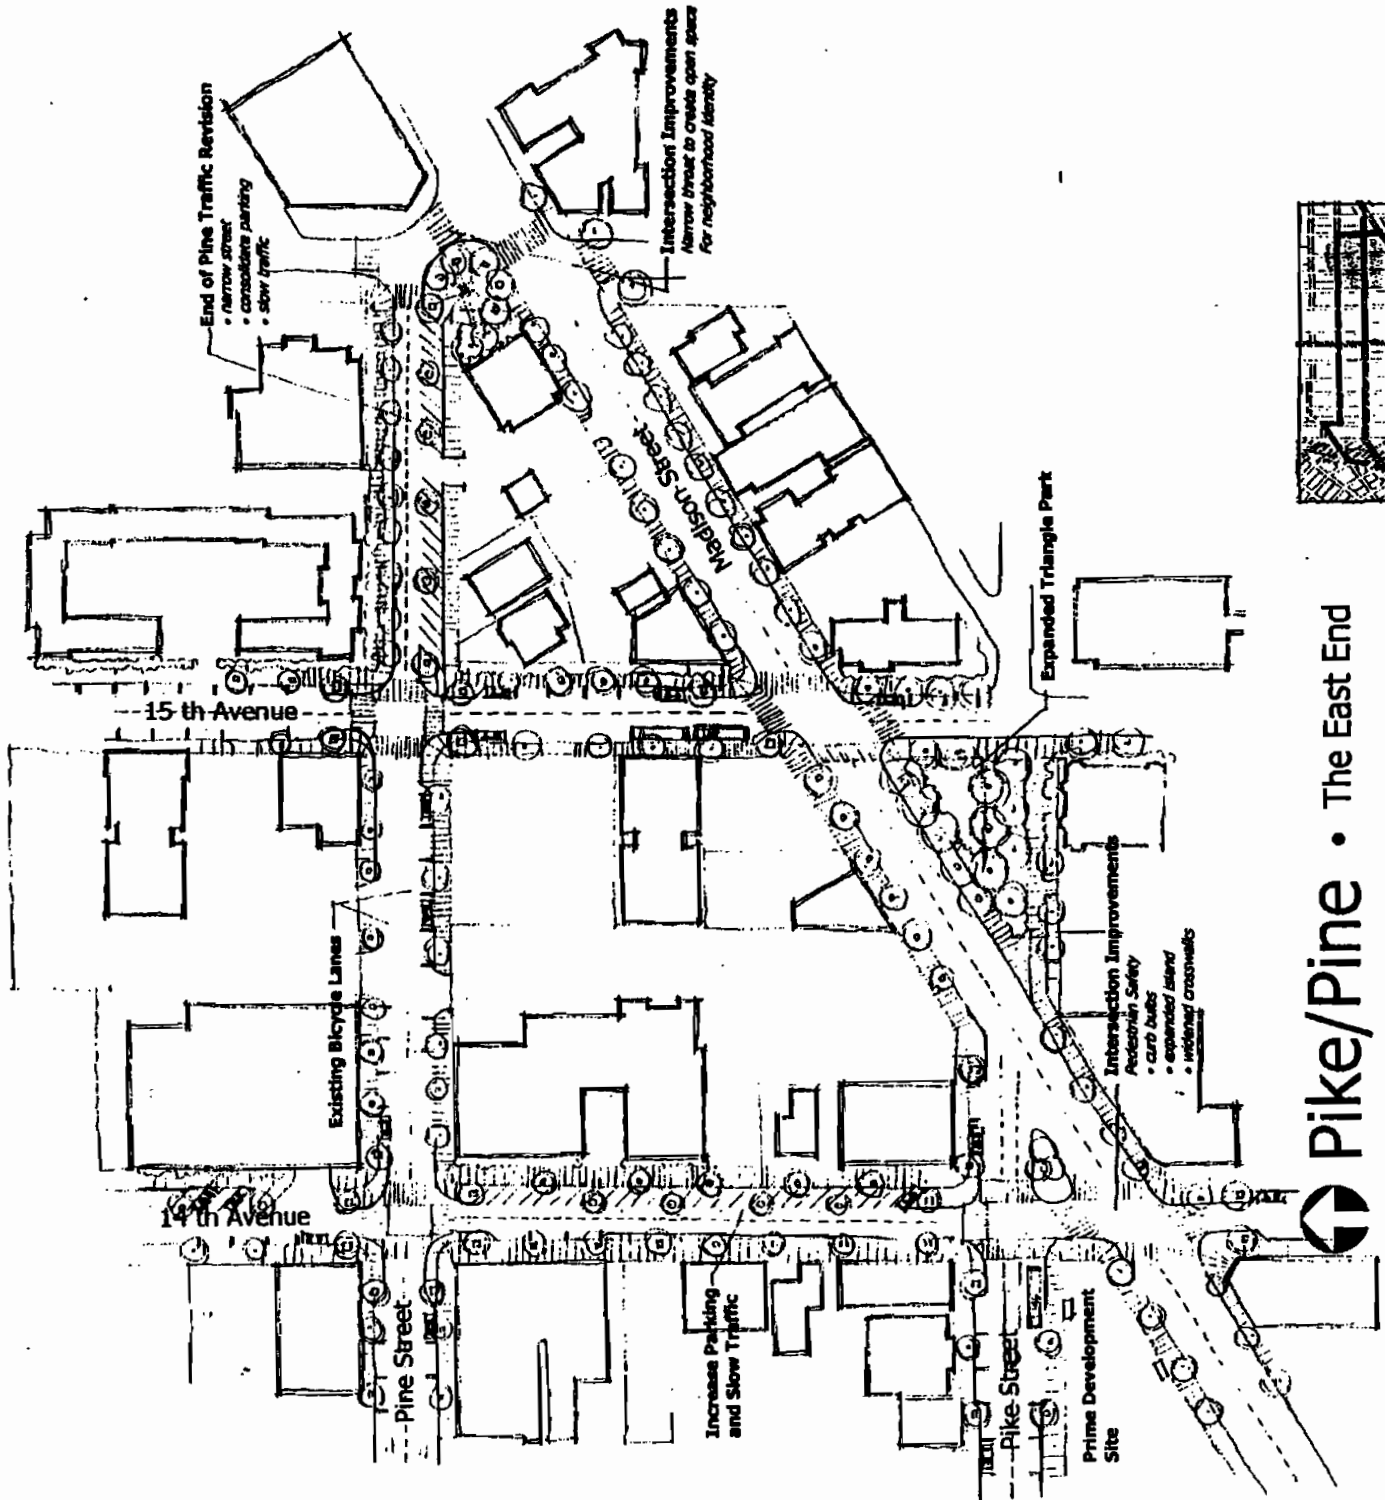 End of Pine Traffic Revision
• narrow street
• consolidate parking
• slow traffic
Intersection Improvements
Narrow throat to create open space
For neighborhood identity
Madison Street
15 th Avenue
Expanded Triangle Park
Existing Bicycle Lanes
Intersection Improvements
Pedestrian Safety
• curb bulbs
• expanded island
• widened crosswalks
14 th Avenue
Pine Street
Increase Parking
and Slow Traffic
Pike Street
Prime Development
Site
Pike/Pine • The East End